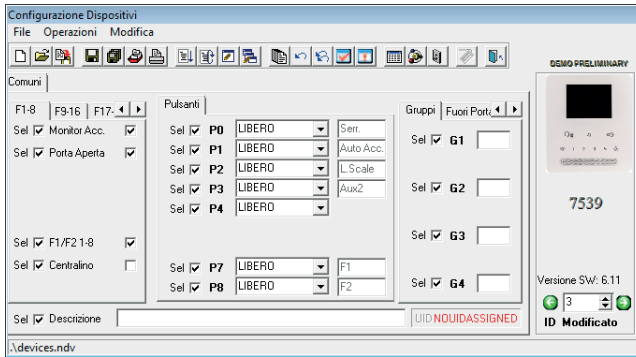 Configurazione Dispositivi
File Operazioni Modifica
DEMO PRELIMINARY
Comuni
F1-8 F9-16 F17-
Sel Monitor Acc.
Sel Porta Aperta
Sel F1/F2 1-8
Sel Centralino
Pulsanti
Sel P0 LIBERO Serr.
Sel P1 LIBERO Auto Acc.
Sel P2 LIBERO L.Scale
Sel P3 LIBERO Aux2
Sel P4 LIBERO
Sel P7 LIBERO F1
Sel P8 LIBERO F2
Gruppi Fuori Porta
Sel G1
Sel G2
Sel G3
Sel G4
7539
Versione SW: 6.11
3
ID Modificato
Sel Descrizione UID NOUIDASSIGNED
.\devices.ndv